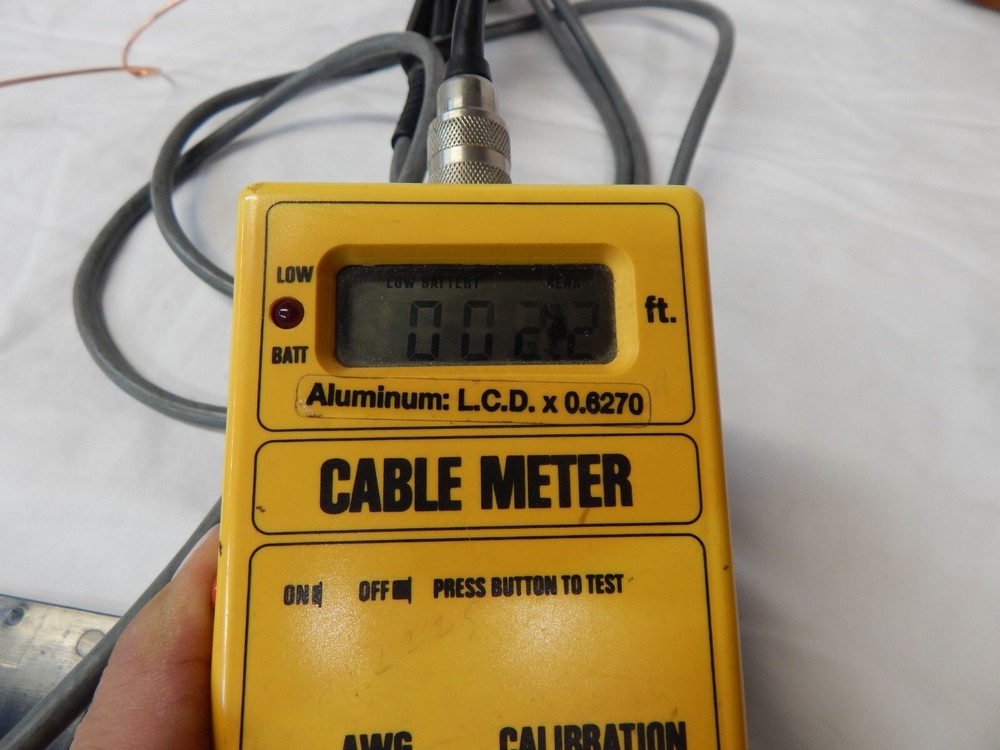 LOW BATTERY
LOW
ft.
BATT
Aluminum: L.C.D. x 0.6270
CABLE METER
ON OFF PRESS BUTTON TO TEST
AWG CALIBRATION